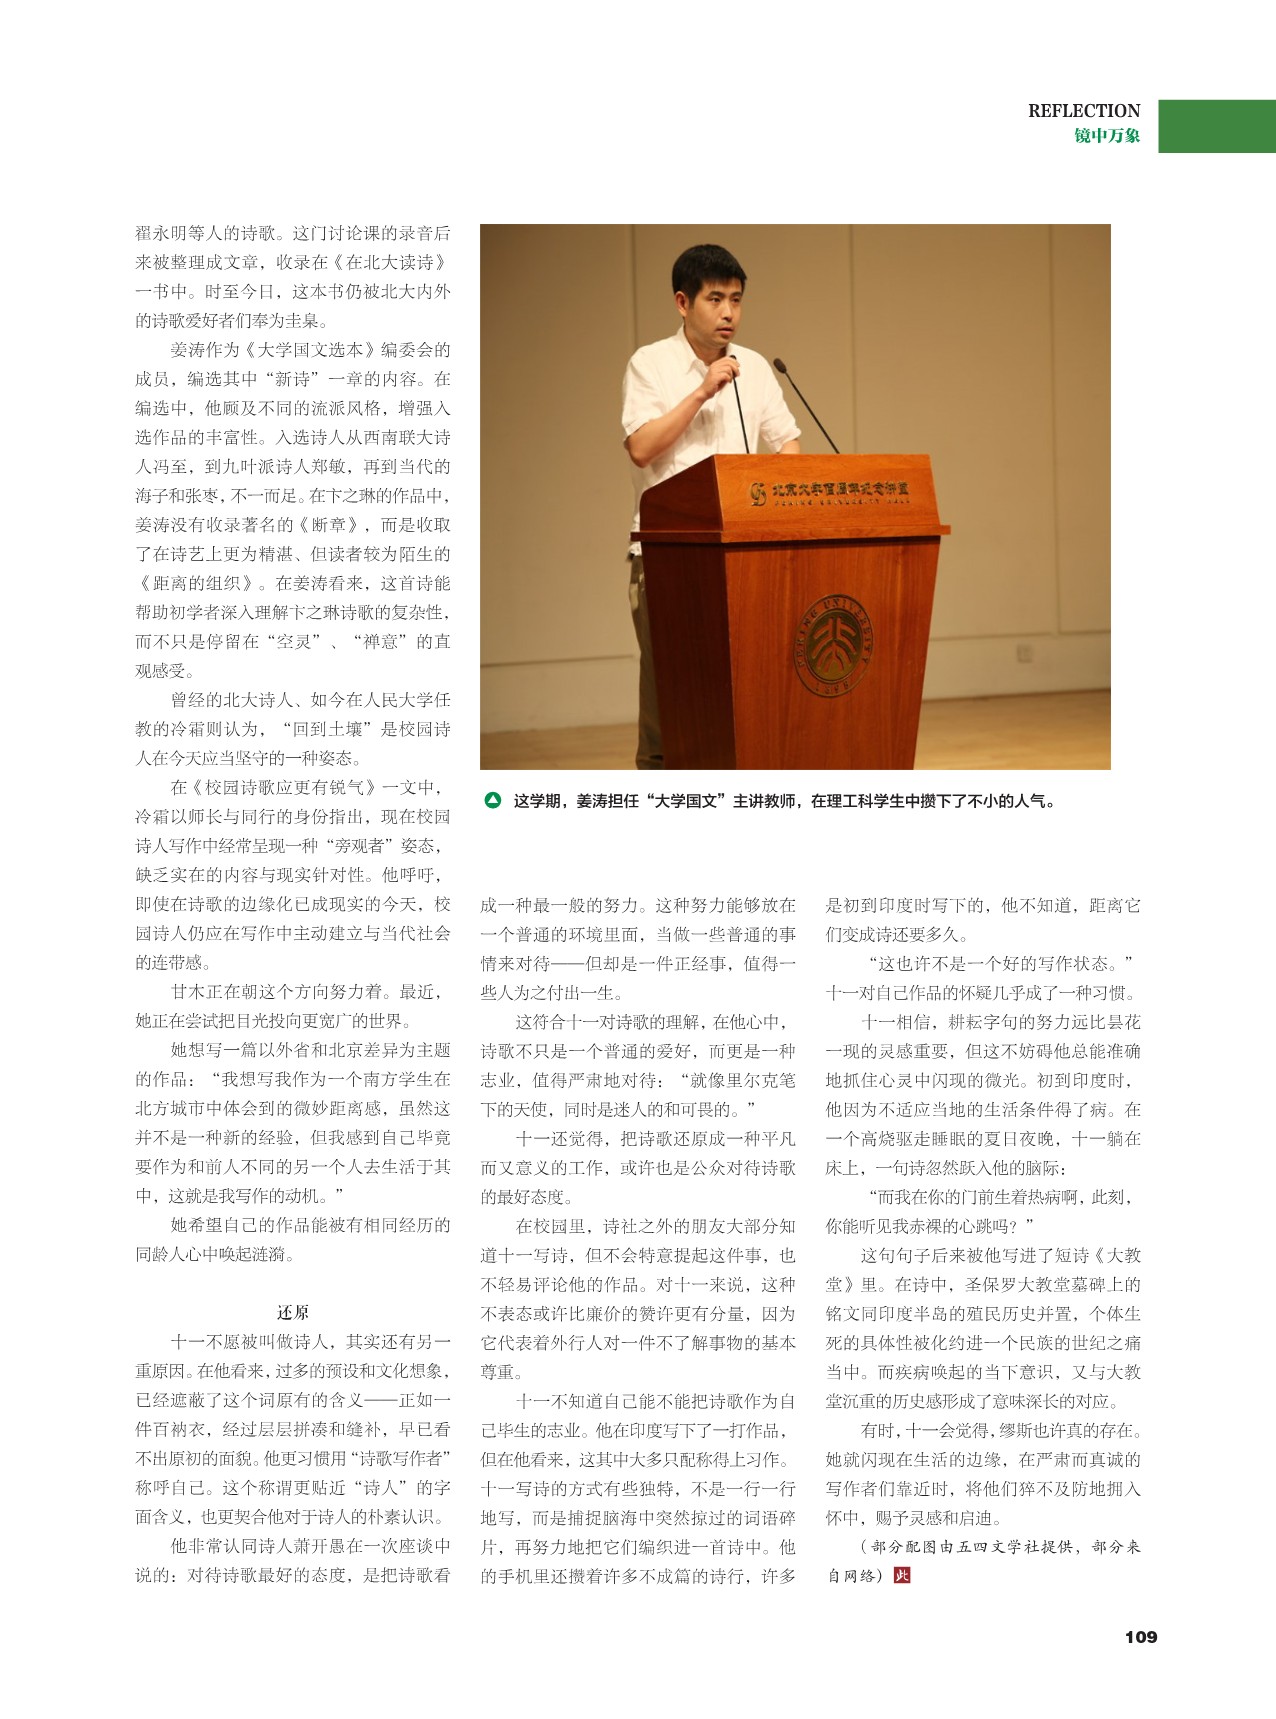 REFLECTION
镜中万象
翟永明等人的诗歌。这门讨论课的录音后
来被整理成文章，收录在《在北大读诗》
一书中。时至今日，这本书仍被北大内外
的诗歌爱好者们奉为圭臬。
姜涛作为《大学国文选本》编委会的
成员，编选其中“新诗”一章的内容。在
编选中，他顾及不同的流派风格，增强入
选作品的丰富性。入选诗人从西南联大诗
人冯至，到九叶派诗人郑敏，再到当代的
海子和张枣，不一而足。在卞之琳的作品中，
姜涛没有收录著名的《断章》，而是收取
了在诗艺上更为精湛、但读者较为陌生的
《距离的组织》。在姜涛看来，这首诗能
帮助初学者深入理解卞之琳诗歌的复杂性，
而不只是停留在“空灵”、“禅意”的直
观感受。
曾经的北大诗人、如今在人民大学任
教的冷霜则认为，“回到土壤”是校园诗
人在今天应当坚守的一种姿态。
在《校园诗歌应更有锐气》一文中，
冷霜以师长与同行的身份指出，现在校园
诗人写作中经常呈现一种“旁观者”姿态，
缺乏实在的内容与现实针对性。他呼吁，
即使在诗歌的边缘化已成现实的今天，校
园诗人仍应在写作中主动建立与当代社会
的连带感。
甘木正在朝这个方向努力着。最近，
她正在尝试把目光投向更宽广的世界。
她想写一篇以外省和北京差异为主题
的作品：“我想写我作为一个南方学生在
北方城市中体会到的微妙距离感，虽然这
并不是一种新的经验，但我感到自己毕竟
要作为和前人不同的另一个人去生活于其
中，这就是我写作的动机。”
她希望自己的作品能被有相同经历的
同龄人心中唤起涟漪。
还原
十一不愿被叫做诗人，其实还有另一
重原因。在他看来，过多的预设和文化想象，
已经遮蔽了这个词原有的含义——正如一
件百衲衣，经过层层拼凑和缝补，早已看
不出原初的面貌。他更习惯用“诗歌写作者”
称呼自己。这个称谓更贴近“诗人”的字
面含义，也更契合他对于诗人的朴素认识。
他非常认同诗人萧开愚在一次座谈中
说的：对待诗歌最好的态度，是把诗歌看
北京大学百周年纪念讲堂
PEKING UNIVERSITY HALL
PEKING UNIVERSITY
1898
这学期，姜涛担任“大学国文”主讲教师，在理工科学生中攒下了不小的人气。
成一种最一般的努力。这种努力能够放在
一个普通的环境里面，当做一些普通的事
情来对待——但却是一件正经事，值得一
些人为之付出一生。
这符合十一对诗歌的理解，在他心中，
诗歌不只是一个普通的爱好，而更是一种
志业，值得严肃地对待：“就像里尔克笔
下的天使，同时是迷人的和可畏的。”
十一还觉得，把诗歌还原成一种平凡
而又意义的工作，或许也是公众对待诗歌
的最好态度。
在校园里，诗社之外的朋友大部分知
道十一写诗，但不会特意提起这件事，也
不轻易评论他的作品。对十一来说，这种
不表态或许比廉价的赞许更有分量，因为
它代表着外行人对一件不了解事物的基本
尊重。
十一不知道自己能不能把诗歌作为自
己毕生的志业。他在印度写下了一打作品，
但在他看来，这其中大多只配称得上习作。
十一写诗的方式有些独特，不是一行一行
地写，而是捕捉脑海中突然掠过的词语碎
片，再努力地把它们编织进一首诗中。他
的手机里还攒着许多不成篇的诗行，许多
是初到印度时写下的，他不知道，距离它
们变成诗还要多久。
“这也许不是一个好的写作状态。”
十一对自己作品的怀疑几乎成了一种习惯。
十一相信，耕耘字句的努力远比昙花
一现的灵感重要，但这不妨碍他总能准确
地抓住心灵中闪现的微光。初到印度时，
他因为不适应当地的生活条件得了病。在
一个高烧驱走睡眠的夏日夜晚，十一躺在
床上，一句诗忽然跃入他的脑际：
“而我在你的门前生着热病啊，此刻，
你能听见我赤裸的心跳吗？”
这句句子后来被他写进了短诗《大教
堂》里。在诗中，圣保罗大教堂墓碑上的
铭文同印度半岛的殖民历史并置，个体生
死的具体性被化约进一个民族的世纪之痛
当中。而疾病唤起的当下意识，又与大教
堂沉重的历史感形成了意味深长的对应。
有时，十一会觉得，缪斯也许真的存在。
她就闪现在生活的边缘，在严肃而真诚的
写作者们靠近时，将他们猝不及防地拥入
怀中，赐予灵感和启迪。
（部分配图由五四文学社提供，部分来
自网络）此
109